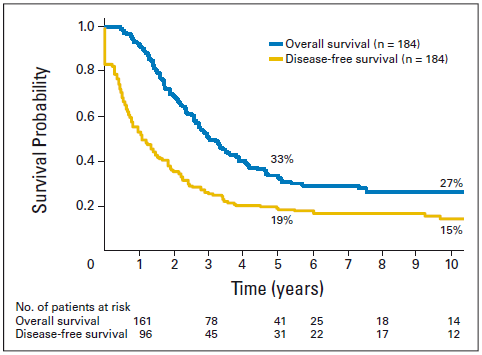 1.0
0.8
0.6
0.4
0.2
Survival Probability
Overall survival (n = 184)
Disease-free survival (n = 184)
33%
27%
19%
15%
0 1 2 3 4 5 6 7 8 9 10
Time (years)
No. of patients at risk
Overall survival 161 78 41 25 18 14
Disease-free survival 96 45 31 22 17 12